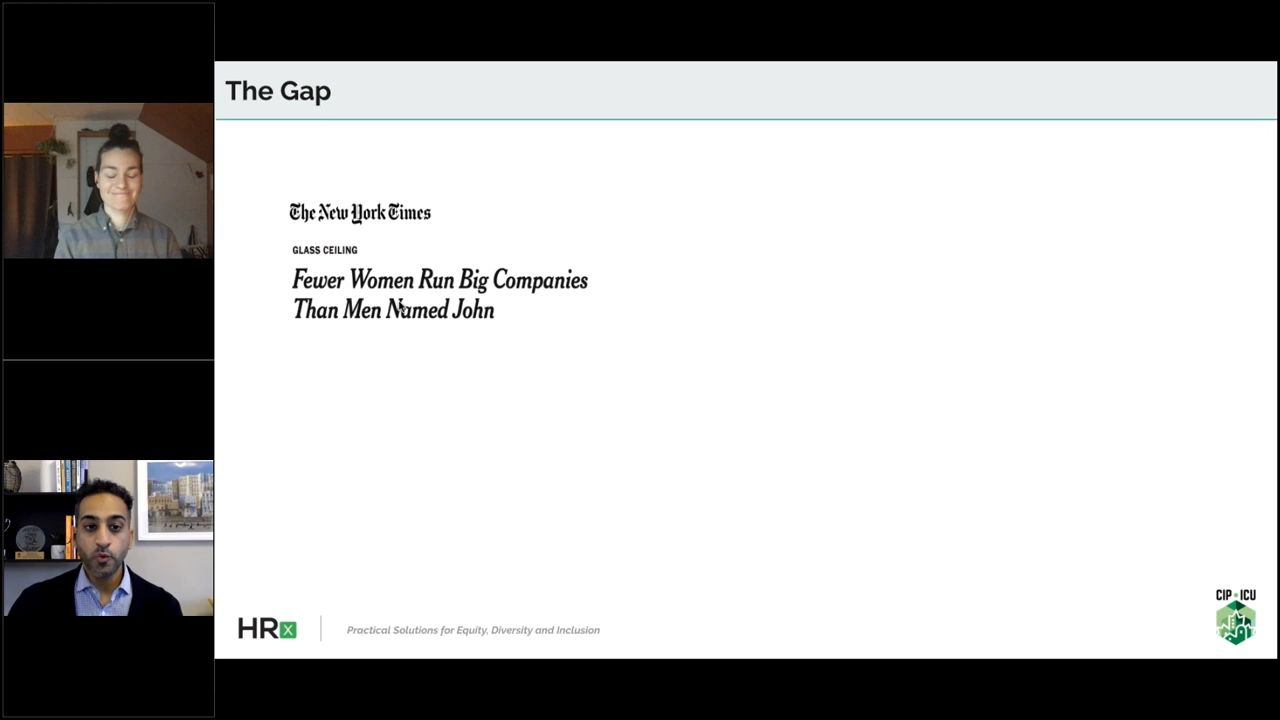 The Gap
The New York Times
GLASS CEILING
Fewer Women Run Big Companies
Than Men Named John
HRx
Practical Solutions for Equity, Diversity and Inclusion
CIP ICU